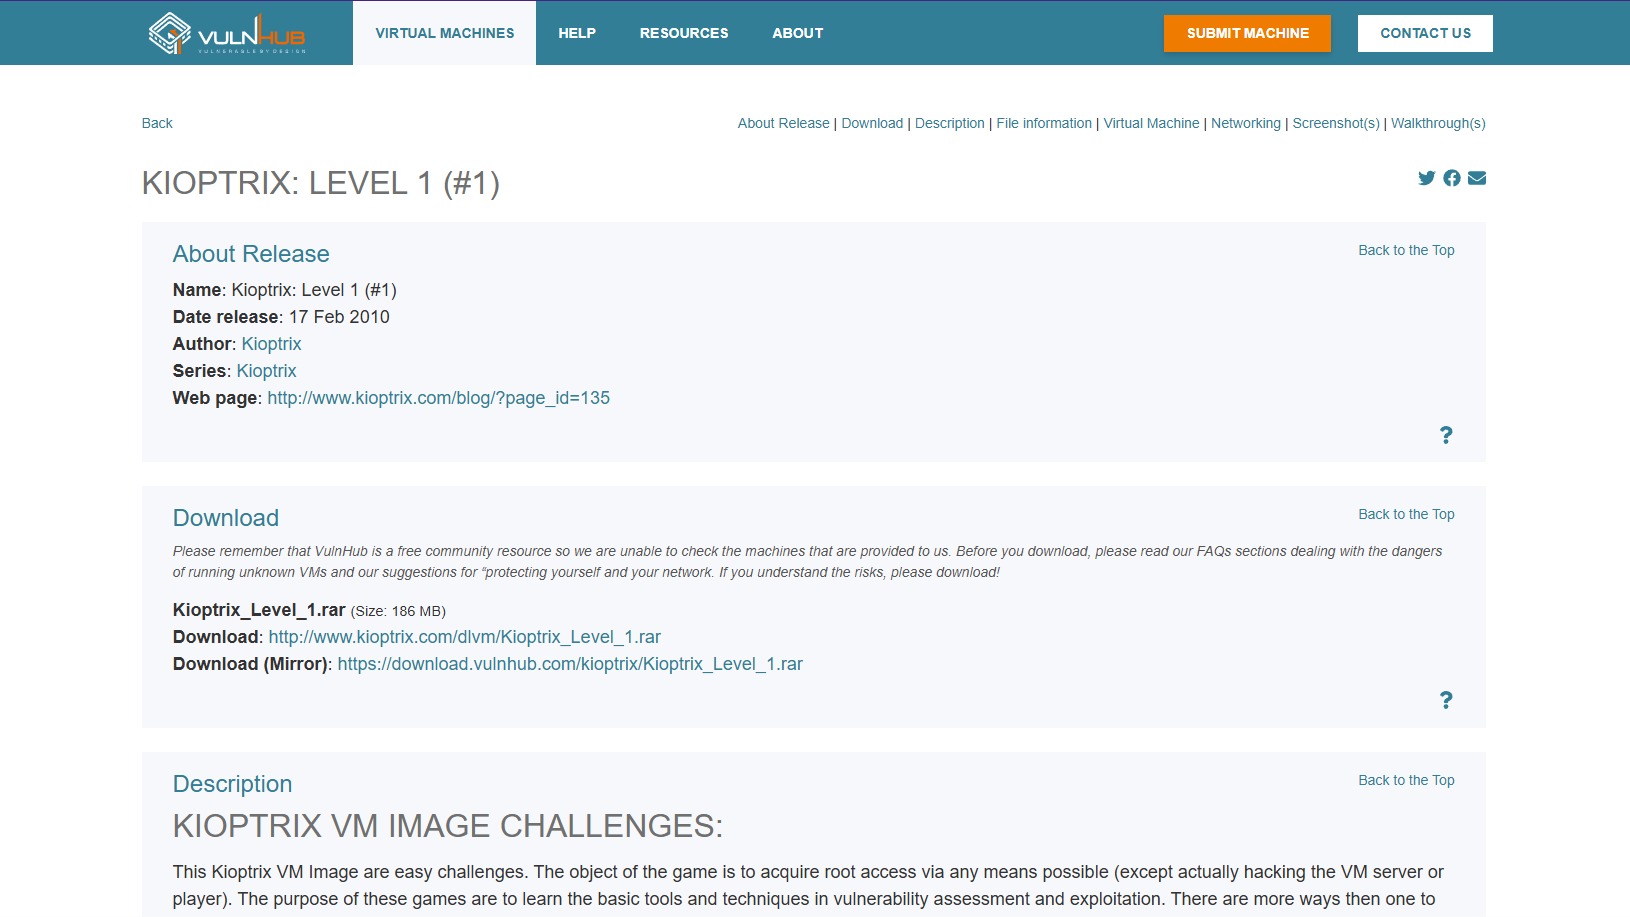 VULNHUB
VULNERABLE BY DESIGN
VIRTUAL MACHINES
HELP
RESOURCES
ABOUT
SUBMIT MACHINE
CONTACT US
Back
About Release | Download | Description | File information | Virtual Machine | Networking | Screenshot(s) | Walkthrough(s)
KIOPTRIX: LEVEL 1 (#1)
About Release
Back to the Top
Name: Kioptrix: Level 1 (#1)
Date release: 17 Feb 2010
Author: Kioptrix
Series: Kioptrix
Web page: http://www.kioptrix.com/blog/?page_id=135
?
Download
Back to the Top
Please remember that VulnHub is a free community resource so we are unable to check the machines that are provided to us. Before you download, please read our FAQs sections dealing with the dangers
of running unknown VMs and our suggestions for “protecting yourself and your network. If you understand the risks, please download!
Kioptrix_Level_1.rar (Size: 186 MB)
Download: http://www.kioptrix.com/dlvm/Kioptrix_Level_1.rar
Download (Mirror): https://download.vulnhub.com/kioptrix/Kioptrix_Level_1.rar
?
Description
Back to the Top
KIOPTRIX VM IMAGE CHALLENGES:
This Kioptrix VM Image are easy challenges. The object of the game is to acquire root access via any means possible (except actually hacking the VM server or
player). The purpose of these games are to learn the basic tools and techniques in vulnerability assessment and exploitation. There are more ways then one to